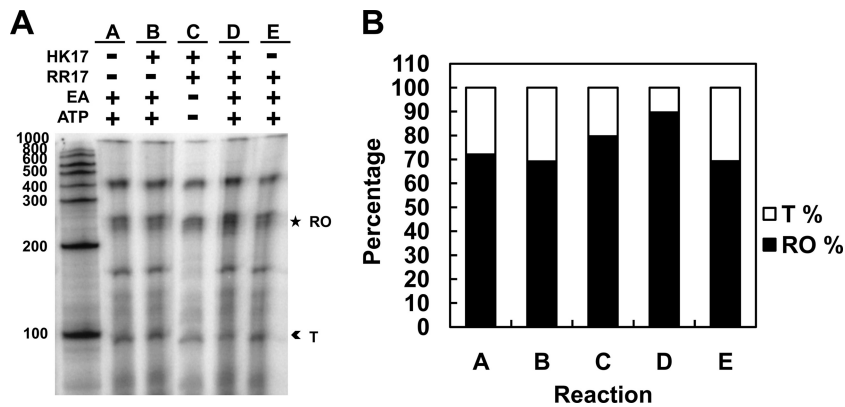 A
A B C D E
HK17 - + + + -
RR17 - - + + +
EA + + - + +
ATP + + - + +
1000
800
600
500
400
300
200
100
★ RO
T
B
Percentage
110
100
90
80
70
60
50
40
30
20
10
0
A B C D E
Reaction
T %
RO %